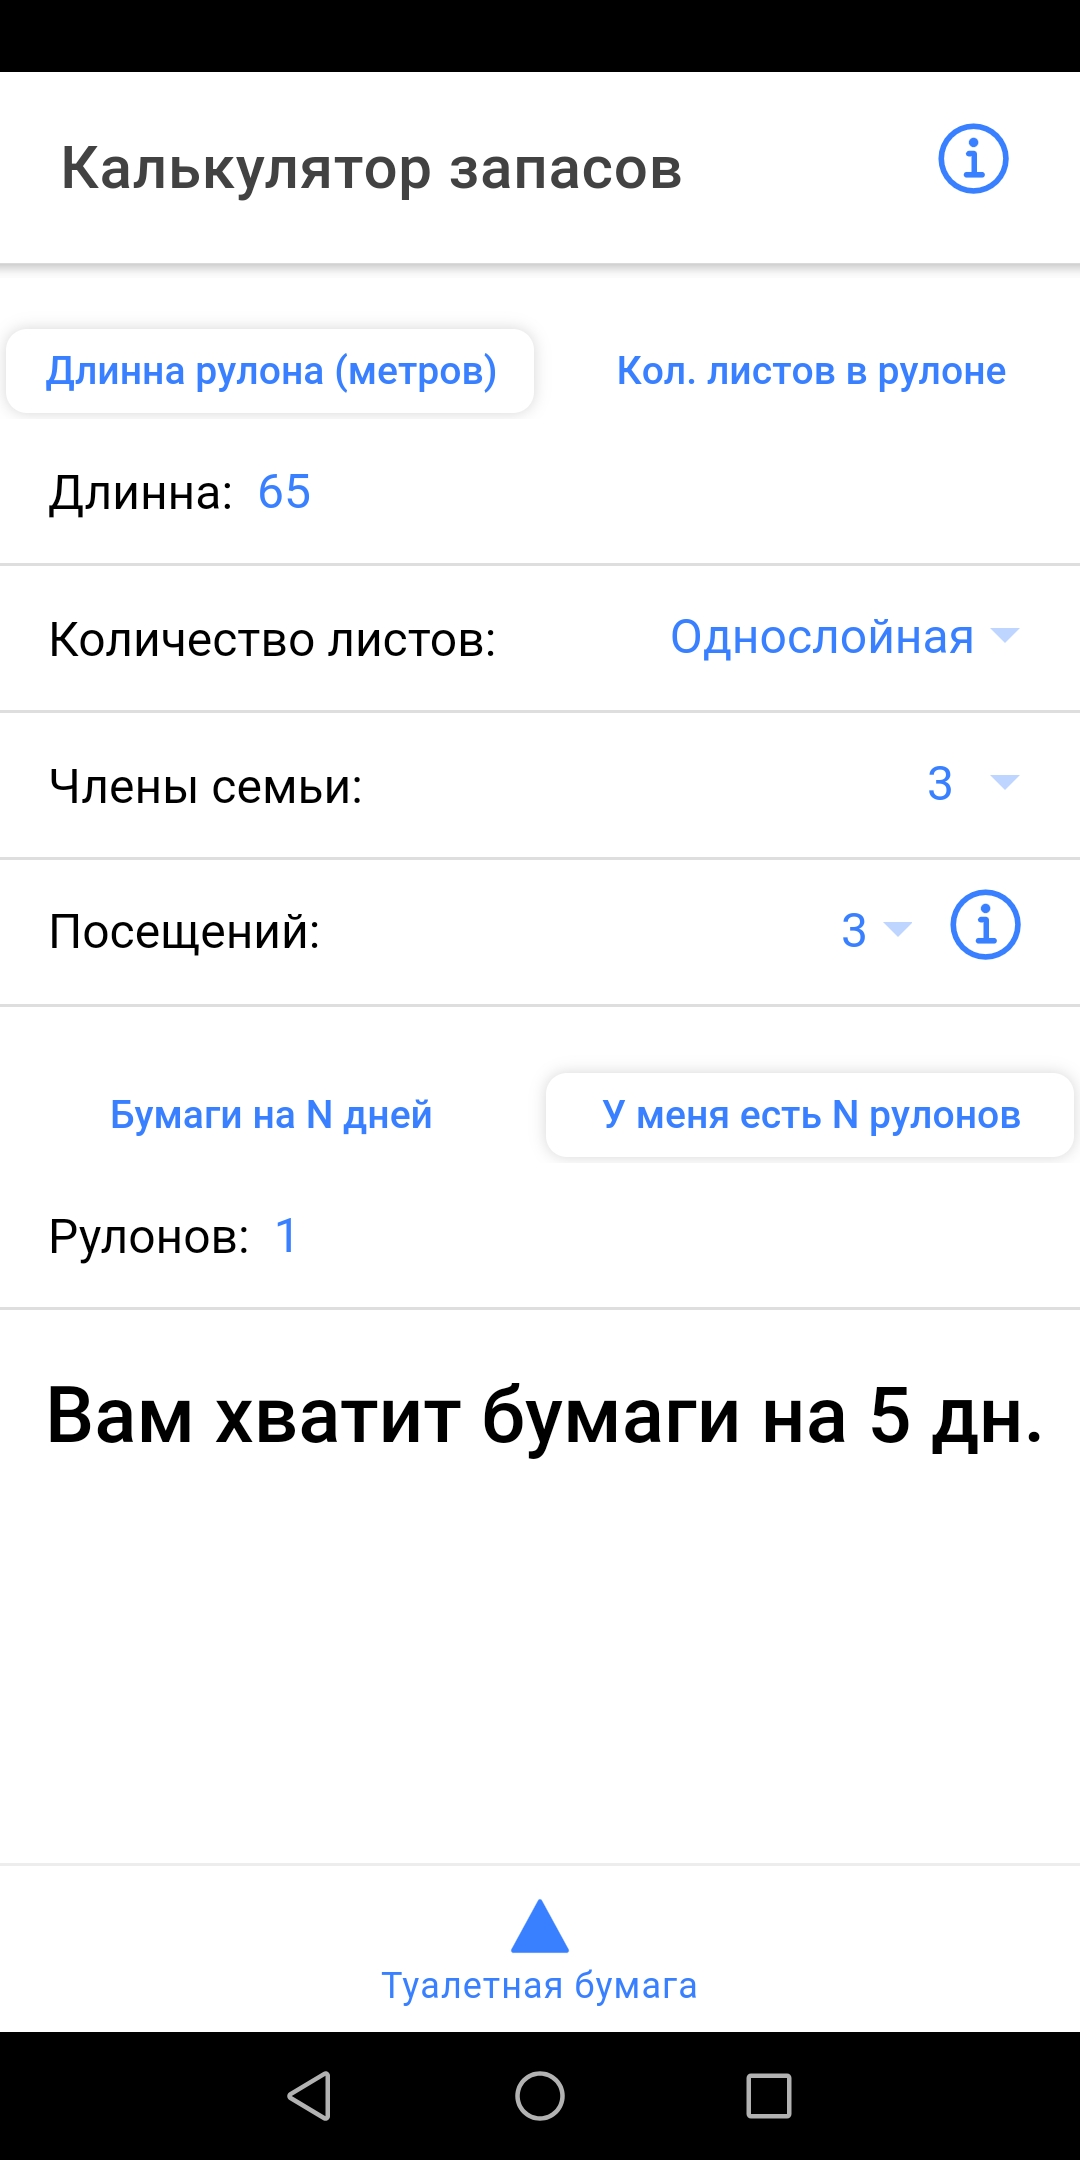 Калькулятор запасов
Длинна рулона (метров) Кол. листов в рулоне
Длинна: 65
Количество листов: Однослойная
Члены семьи: 3
Посещений: 3
Бумаги на N дней У меня есть N рулонов
Рулонов: 1
Вам хватит бумаги на 5 дн.
Туалетная бумага